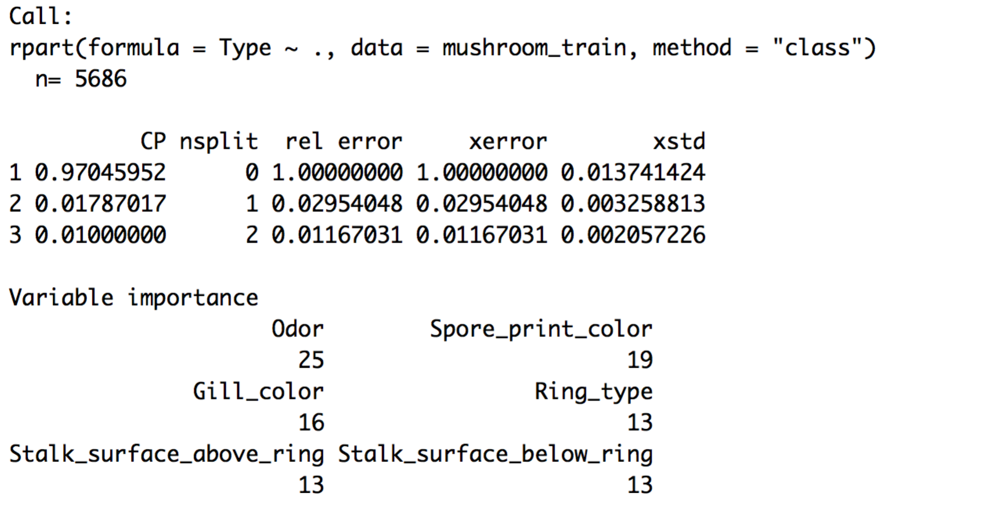 Call:
rpart(formula = Type ~ ., data = mushroom_train, method = "class")
  n= 5686

          CP nsplit  rel error     xerror        xstd
1 0.97045952      0 1.00000000 1.00000000 0.013741424
2 0.01787017      1 0.02954048 0.02954048 0.003258813
3 0.01000000      2 0.01167031 0.01167031 0.002057226

Variable importance
                    Odor        Spore_print_color
                      25                       19
              Gill_color                Ring_type
                      16                       13
Stalk_surface_above_ring Stalk_surface_below_ring
                      13                       13